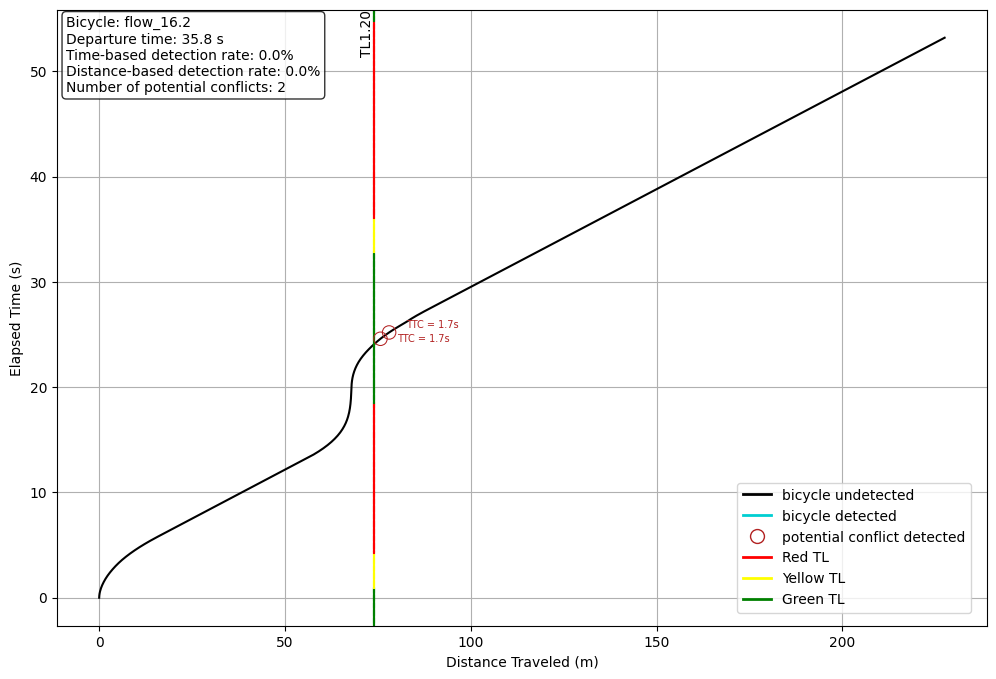 Bicycle: flow_16.2
Departure time: 35.8 s
Time-based detection rate: 0.0%
Distance-based detection rate: 0.0%
Number of potential conflicts: 2
TL1.20
50
40
30
20
10
0
Elapsed Time (s)
TTC = 1.7s
TTC = 1.7s
bicycle undetected
bicycle detected
potential conflict detected
Red TL
Yellow TL
Green TL
0
50
100
150
200
Distance Traveled (m)